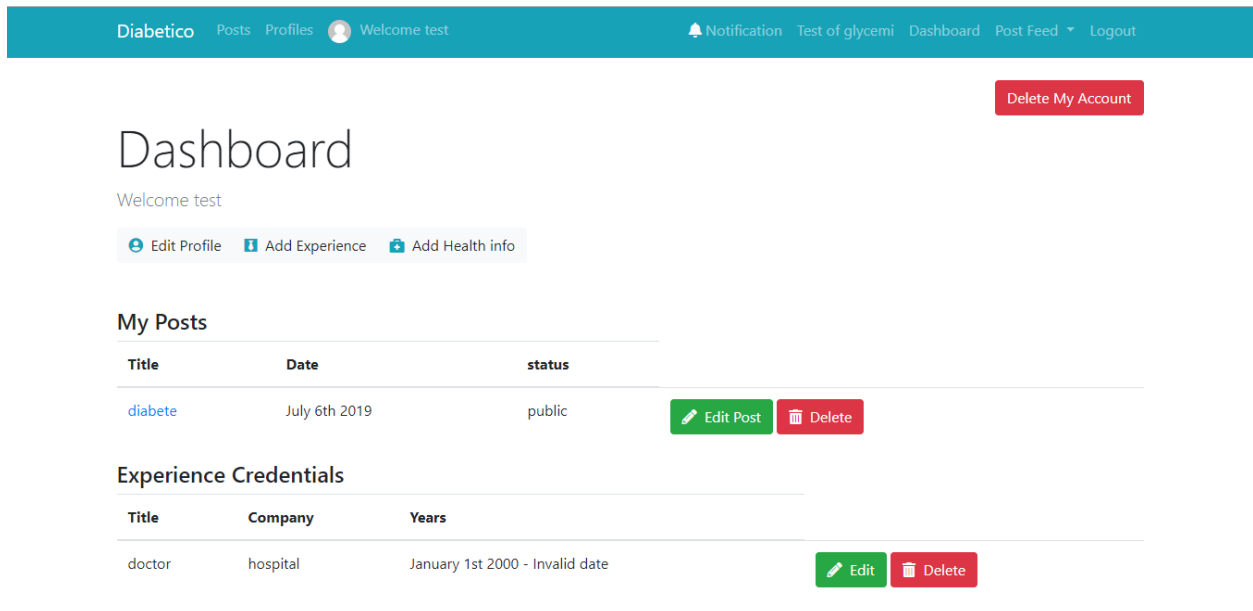 Diabetico Posts Profiles Welcome test Notification Test of glycemi Dashboard Post Feed Logout
Delete My Account
Dashboard
Welcome test
Edit Profile Add Experience Add Health info
My Posts
Title Date status
diabete July 6th 2019 public Edit Post Delete
Experience Credentials
Title Company Years
doctor hospital January 1st 2000 - Invalid date Edit Delete